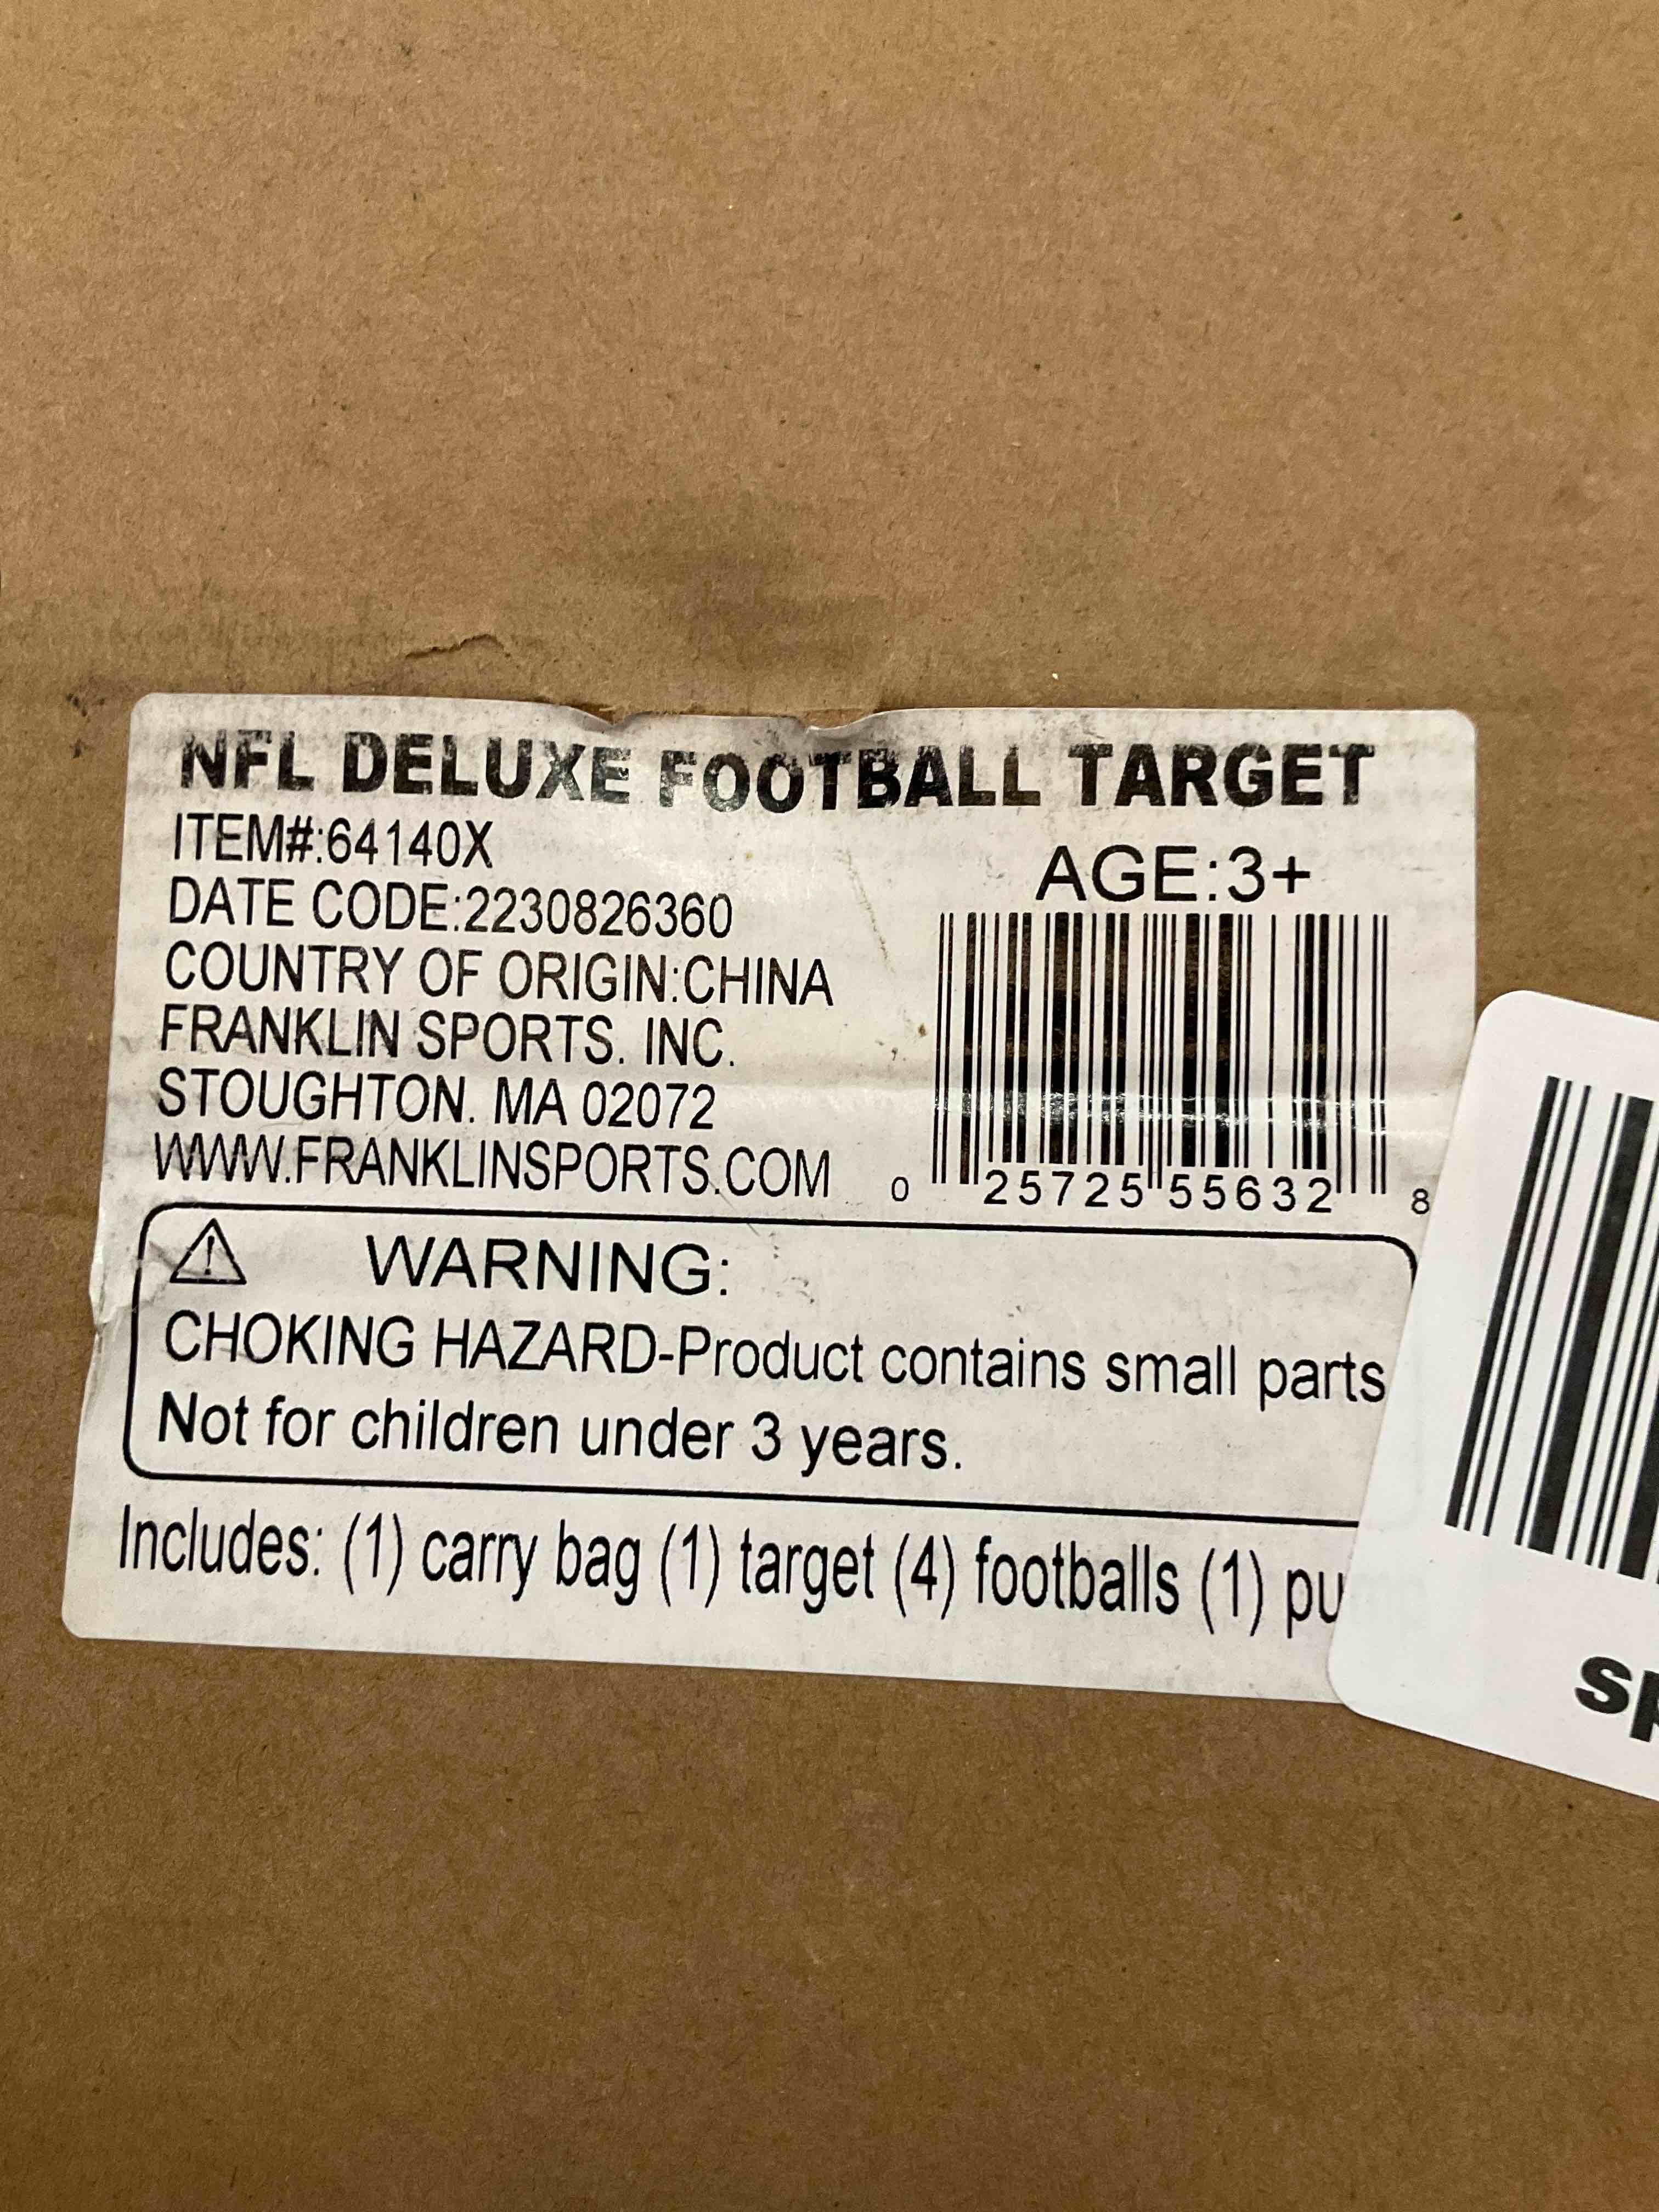 NFL DELUXE FOOTBALL TARGET
ITEM#:64140X
AGE:3+
DATE CODE:2230826360
COUNTRY OF ORIGIN:CHINA
FRANKLIN SPORTS. INC.
STOUGHTON. MA 02072
WWW.FRANKLINSPORTS.COM
0 25725 55632 8
WARNING:
CHOKING HAZARD-Product contains small parts
Not for children under 3 years.
Includes: (1) carry bag (1) target (4) footballs (1)